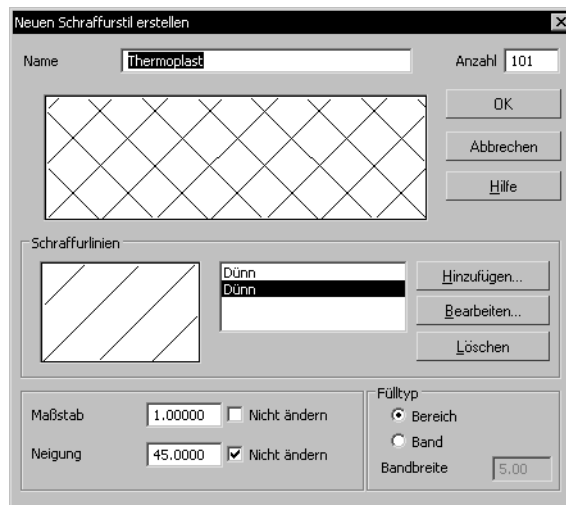 Neuen Schraffurstil erstellen
Name Thermoplast Anzahl 101
OK
Abbrechen
Hilfe
Schraffurlinien
Dünn
Dünn
Hinzufügen...
Bearbeiten...
Löschen
Maßstab 1.00000 Nicht ändern
Neigung 45.0000 Nicht ändern
Fülltyp
Bereich
Band
Bandbreite 5.00